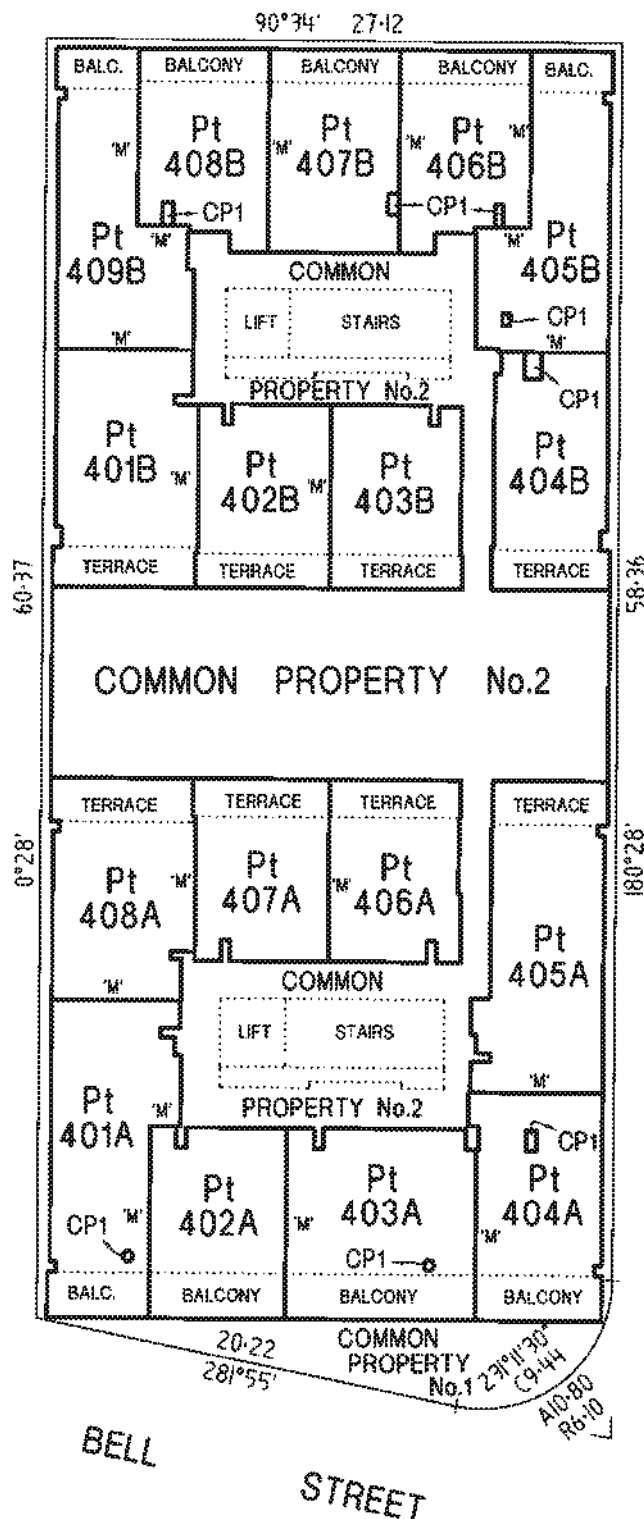 90°34' 27·12
BALC. BALCONY BALCONY BALCONY BALC.
Pt 408B
Pt 407B
Pt 406B
'M' 'M' 'M' 'M'
CP1 CP1
Pt 409B
'M' 'M'
Pt 405B
COMMON
LIFT STAIRS
CP1
'M' 'M'
PROPERTY No.2
CP1
Pt 401B
'M'
Pt 402B
'M'
Pt 403B
Pt 404B
TERRACE TERRACE TERRACE TERRACE
60·37
58·36
COMMON PROPERTY No.2
TERRACE TERRACE TERRACE TERRACE
0°28'
180°28'
Pt 408A
'M'
Pt 407A
'M'
Pt 406A
Pt 405A
'M'
COMMON
LIFT STAIRS
'M'
PROPERTY No.2
Pt 401A
'M'
CP1
'M'
Pt 402A
'M'
Pt 403A
CP1
'M'
Pt 404A
CP1
BALC. BALCONY BALCONY BALCONY
20·22
281°55'
COMMON
PROPERTY
No.1
231°11'30"
C9·44
A10·80
R6·10
BELL STREET